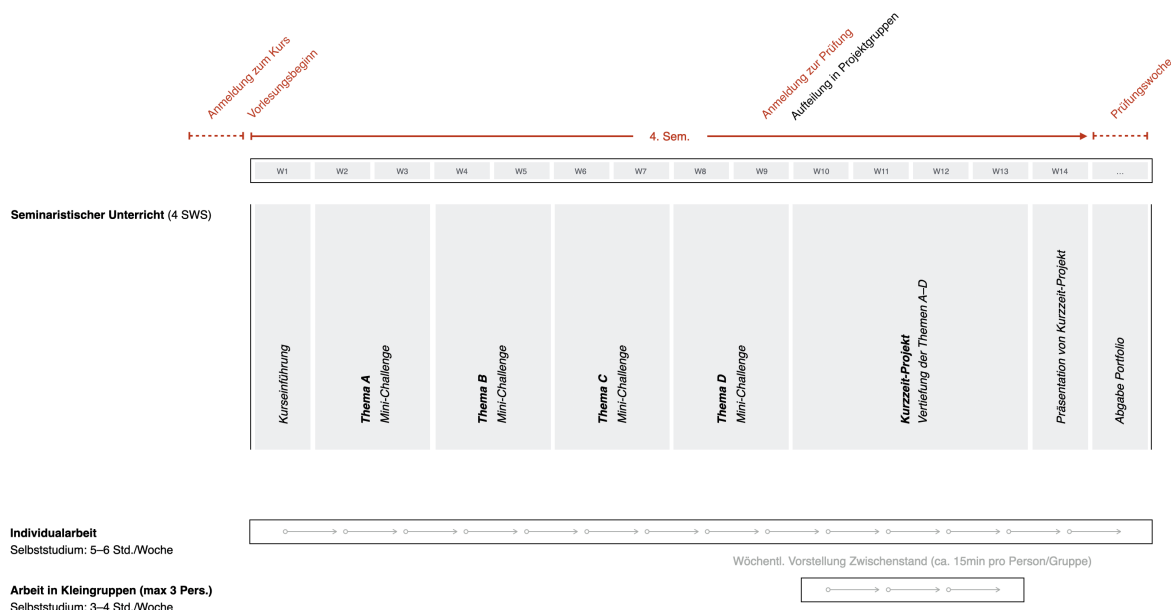 Anmeldung zum Kurs
Vorlesungsbeginn
Anmeldung zur Prüfung
Aufteilung in Projektgruppen
Prüfungswoche
4. Sem.
W1 W2 W3 W4 W5 W6 W7 W8 W9 W10 W11 W12 W13 W14 ...
Seminaristischer Unterricht (4 SWS)
Kurseinführung
Thema A
Mini-Challenge
Thema B
Mini-Challenge
Thema C
Mini-Challenge
Thema D
Mini-Challenge
Kurzzeit-Projekt
Vertiefung der Themen A–D
Präsentation von Kurzzeit-Projekt
Abgabe Portfolio
Individualarbeit
Selbststudium: 5–6 Std./Woche
Wöchentl. Vorstellung Zwischenstand (ca. 15min pro Person/Gruppe)
Arbeit in Kleingruppen (max 3 Pers.)
Selbststudium: 3–4 Std./Woche